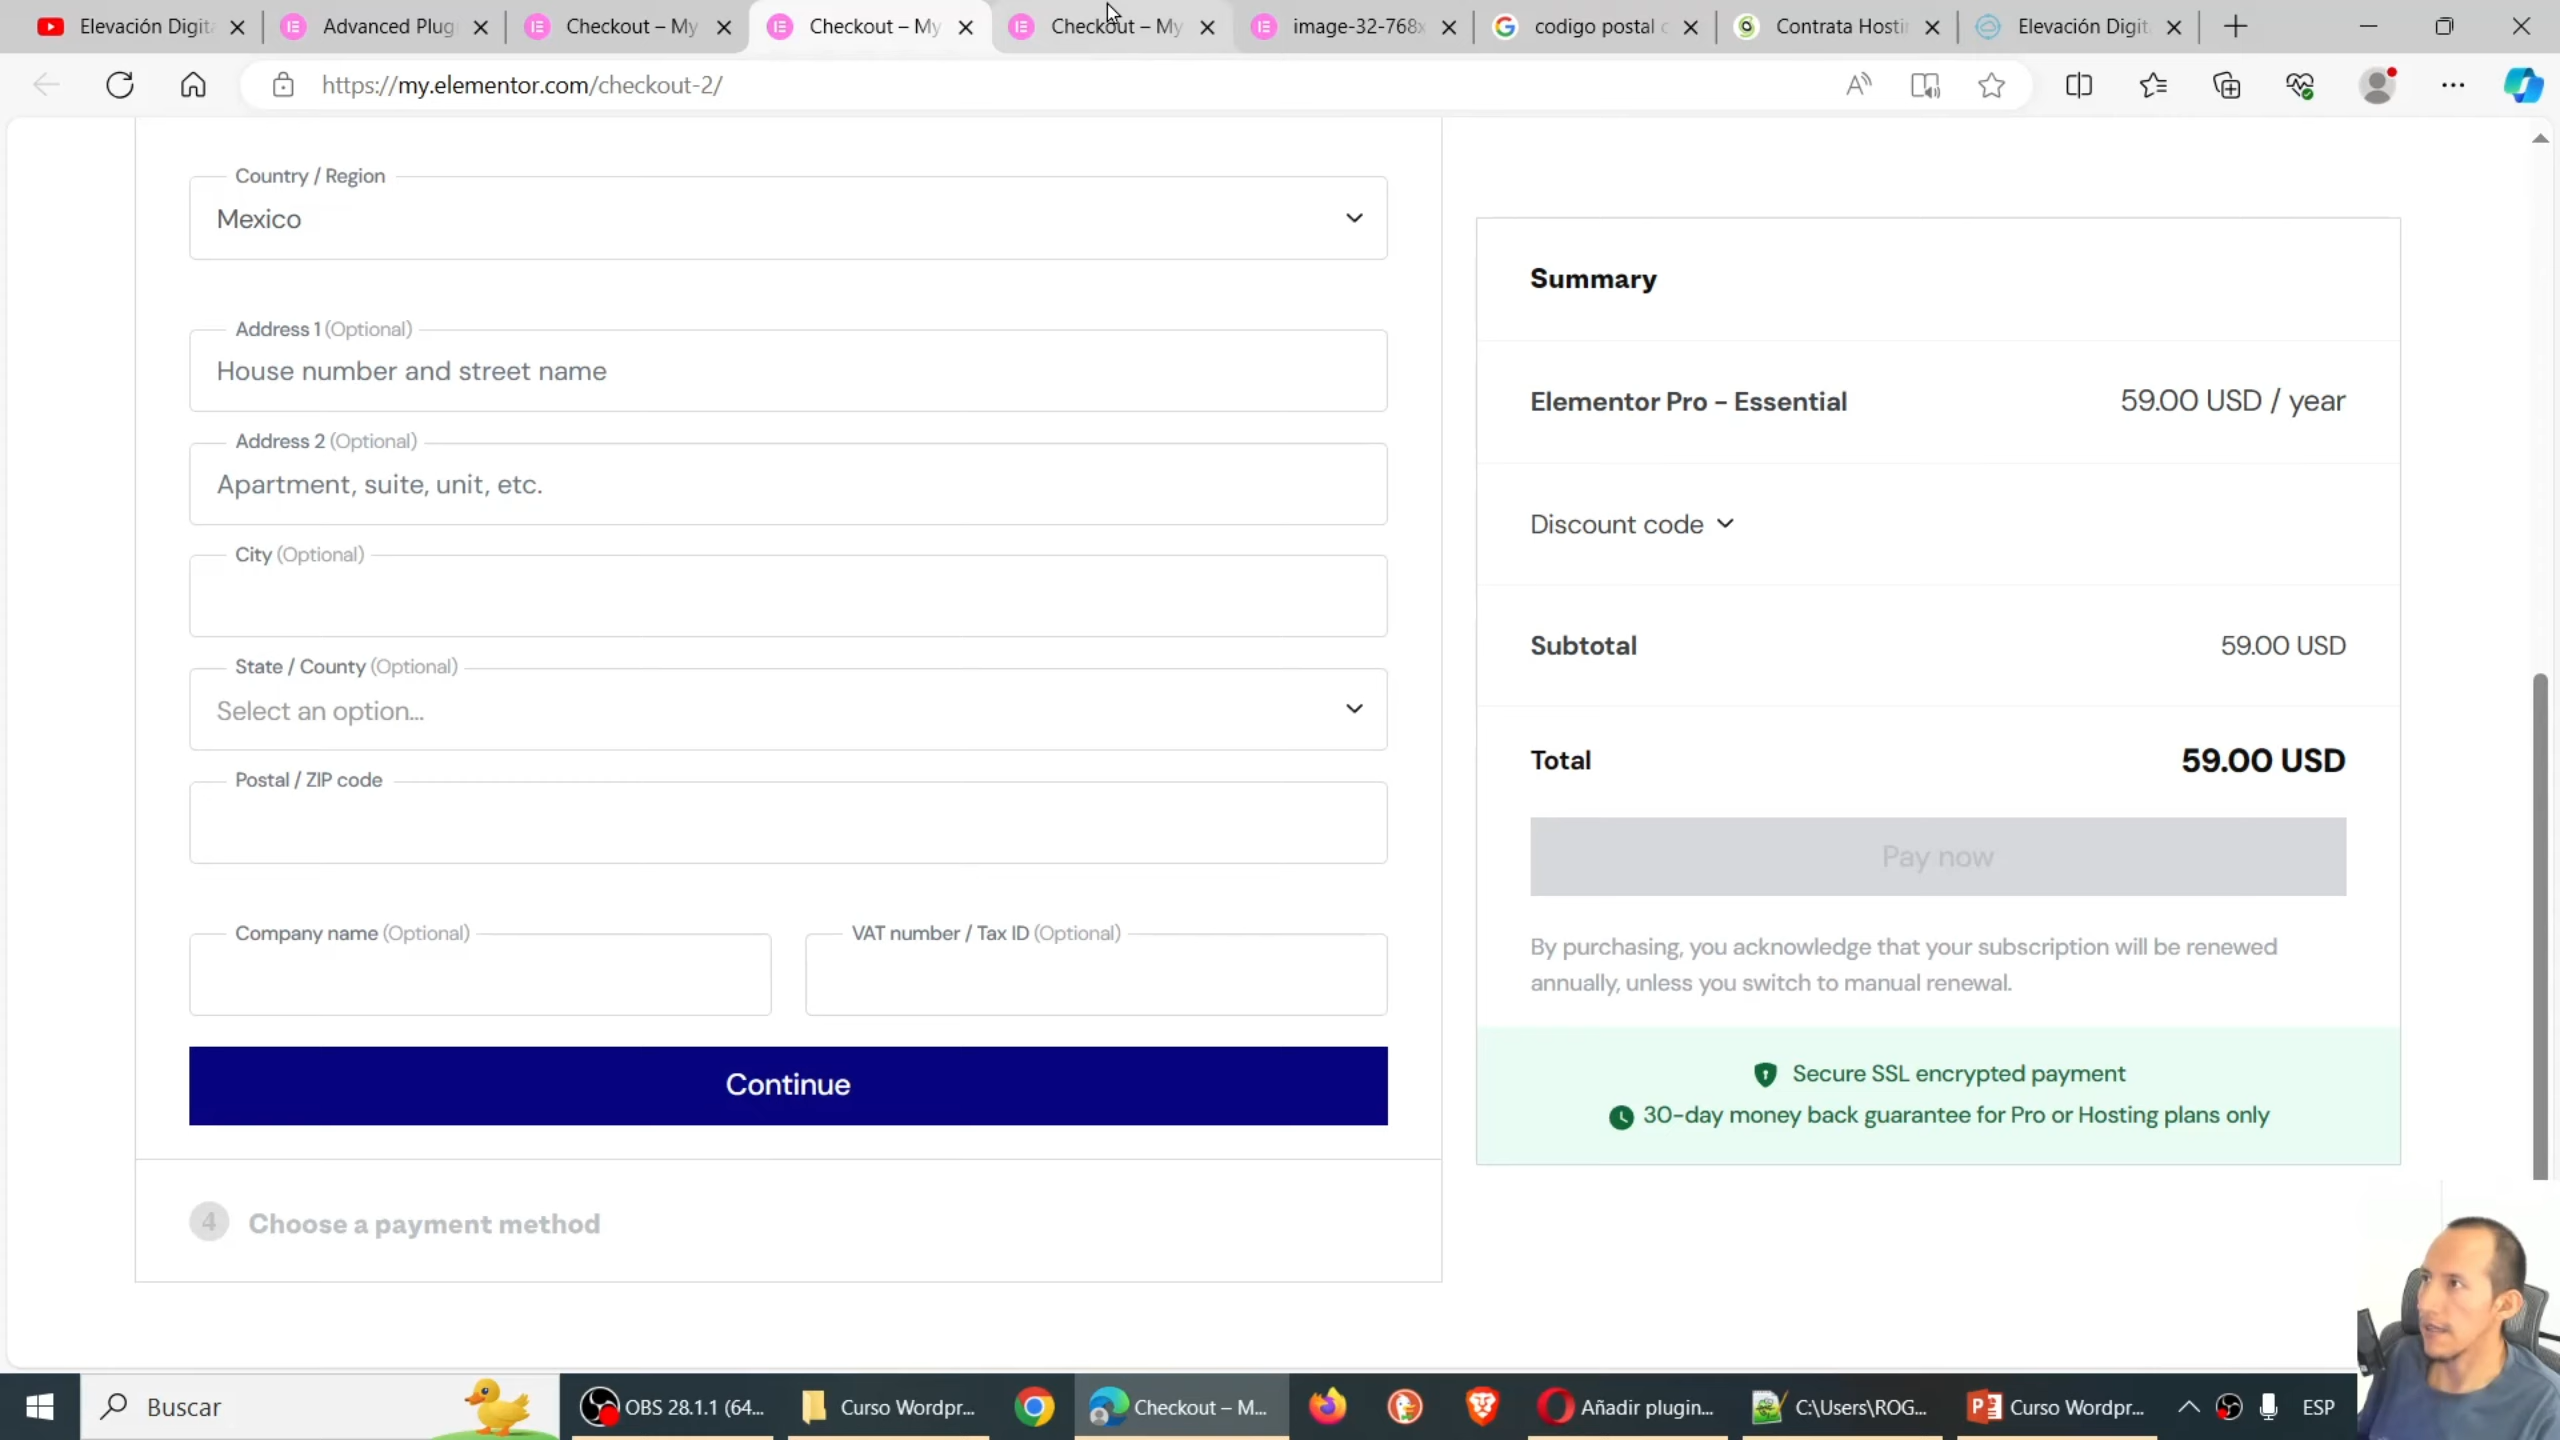 Elevación Digita
Advanced Plug
Checkout – My
Checkout – My
Checkout – My
image-32-768x
codigo postal c
Contrata Hostin
Elevación Digit
https://my.elementor.com/checkout-2/
Country / Region
Mexico
Address 1 (Optional)
House number and street name
Address 2 (Optional)
Apartment, suite, unit, etc.
City (Optional)
State / County (Optional)
Select an option...
Postal / ZIP code
Company name (Optional)
VAT number / Tax ID (Optional)
Continue
4 Choose a payment method
Summary
Elementor Pro - Essential 59.00 USD / year
Discount code
Subtotal 59.00 USD
Total 59.00 USD
Pay now
By purchasing, you acknowledge that your subscription will be renewed
annually, unless you switch to manual renewal.
Secure SSL encrypted payment
30-day money back guarantee for Pro or Hosting plans only
Buscar
OBS 28.1.1 (64...
Curso Wordpr...
Checkout – M...
Añadir plugin...
C:\Users\ROG...
Curso Wordpr...
ESP